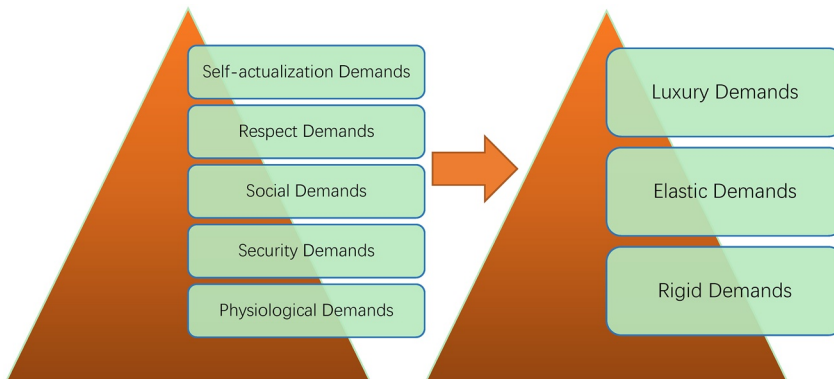 Self-actualization Demands
Respect Demands
Social Demands
Security Demands
Physiological Demands
Luxury Demands
Elastic Demands
Rigid Demands